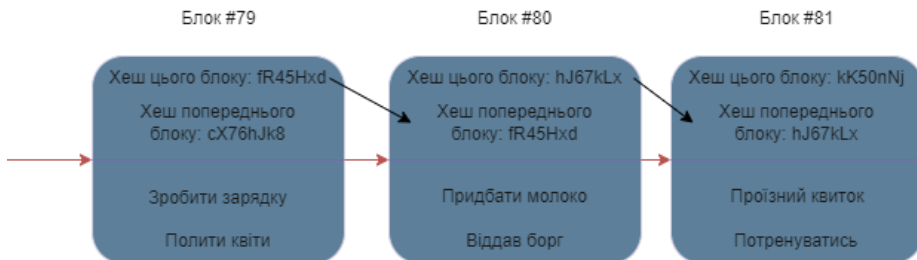 Блок #79
Хеш цього блоку: fR45Hxd
Хеш попереднього
блоку: cX76hJk8
Зробити зарядку
Полити квіти
Блок #80
Хеш цього блоку: hJ67kLx
Хеш попереднього
блоку: fR45Hxd
Придбати молоко
Віддав борг
Блок #81
Хеш цього блоку: kK50nNj
Хеш попереднього
блоку: hJ67kLx
Проїзний квиток
Потренуватись